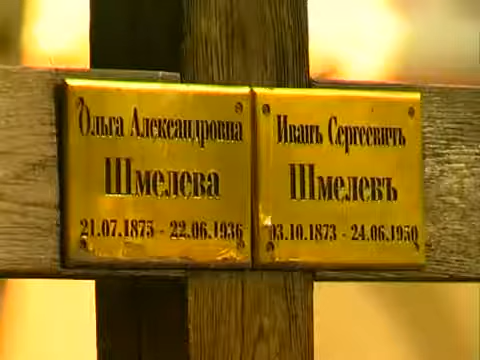 Ольга Александровна
Шмелева
21.07.1875 - 22.06.1936
Иванъ Сергеевичъ
Шмелевъ
03.10.1873 - 24.06.1950